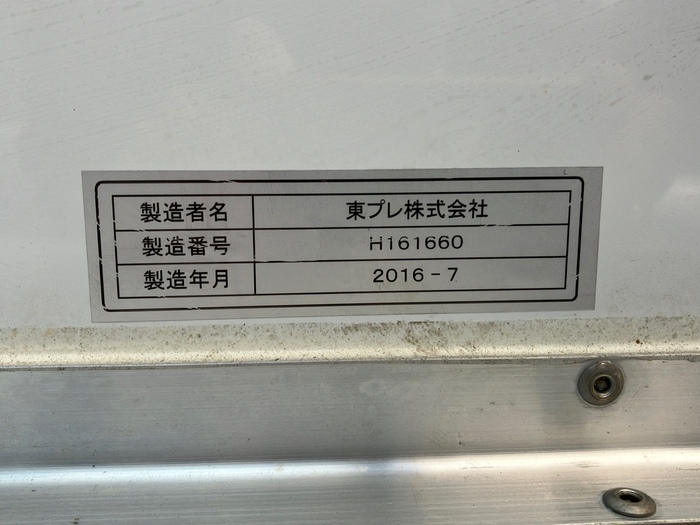 製造者名 東プレ株式会社
製造番号 H161660
製造年月 2016-7